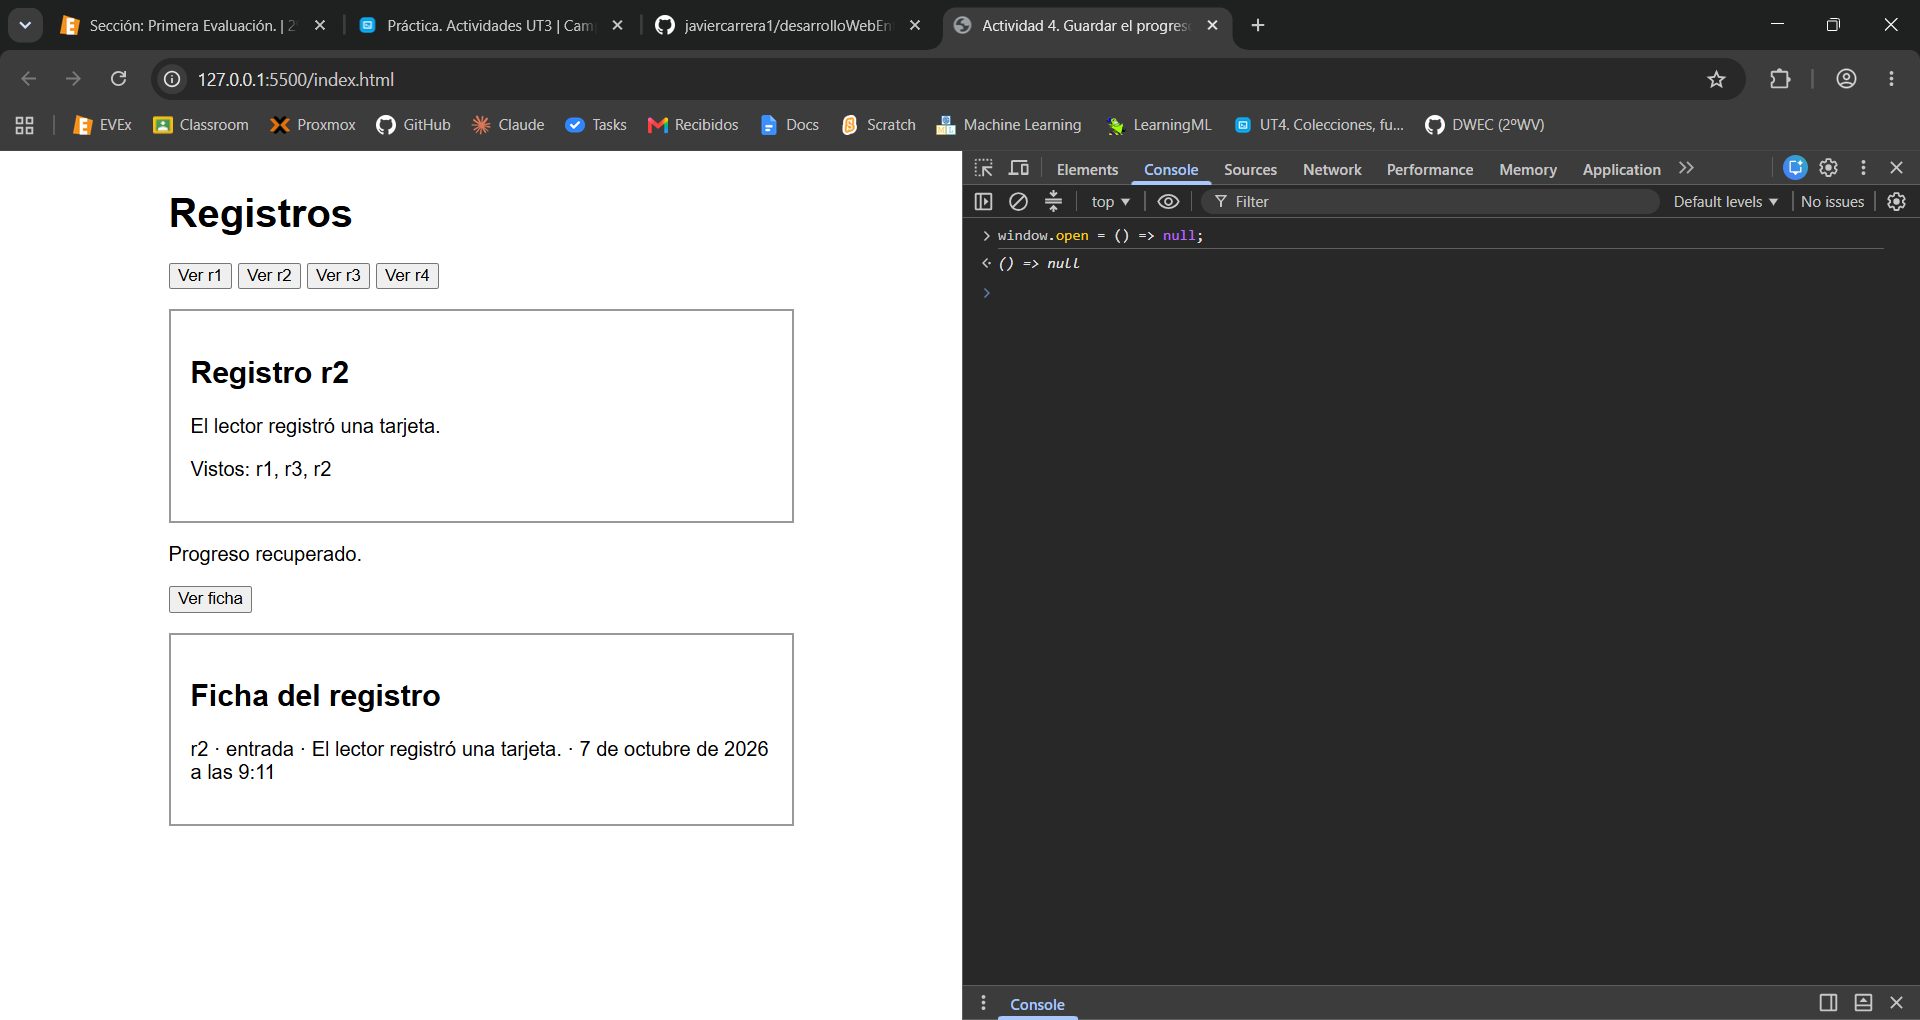 Sección: Primera Evaluación. | 2º
Práctica. Actividades UT3 | Cam
javiercarrera1/desarrolloWebEn
Actividad 4. Guardar el progres
127.0.0.1:5500/index.html
EVEx
Classroom
Proxmox
GitHub
Claude
Tasks
Recibidos
Docs
Scratch
Machine Learning
LearningML
UT4. Colecciones, fu...
DWEC (2ºWV)
Registros
Ver r1
Ver r2
Ver r3
Ver r4
Registro r2
El lector registró una tarjeta.
Vistos: r1, r3, r2
Progreso recuperado.
Ver ficha
Ficha del registro
r2 · entrada · El lector registró una tarjeta. · 7 de octubre de 2026
a las 9:11
Elements
Console
Sources
Network
Performance
Memory
Application
top
Filter
Default levels
No issues
window.open = () => null;
() => null
Console